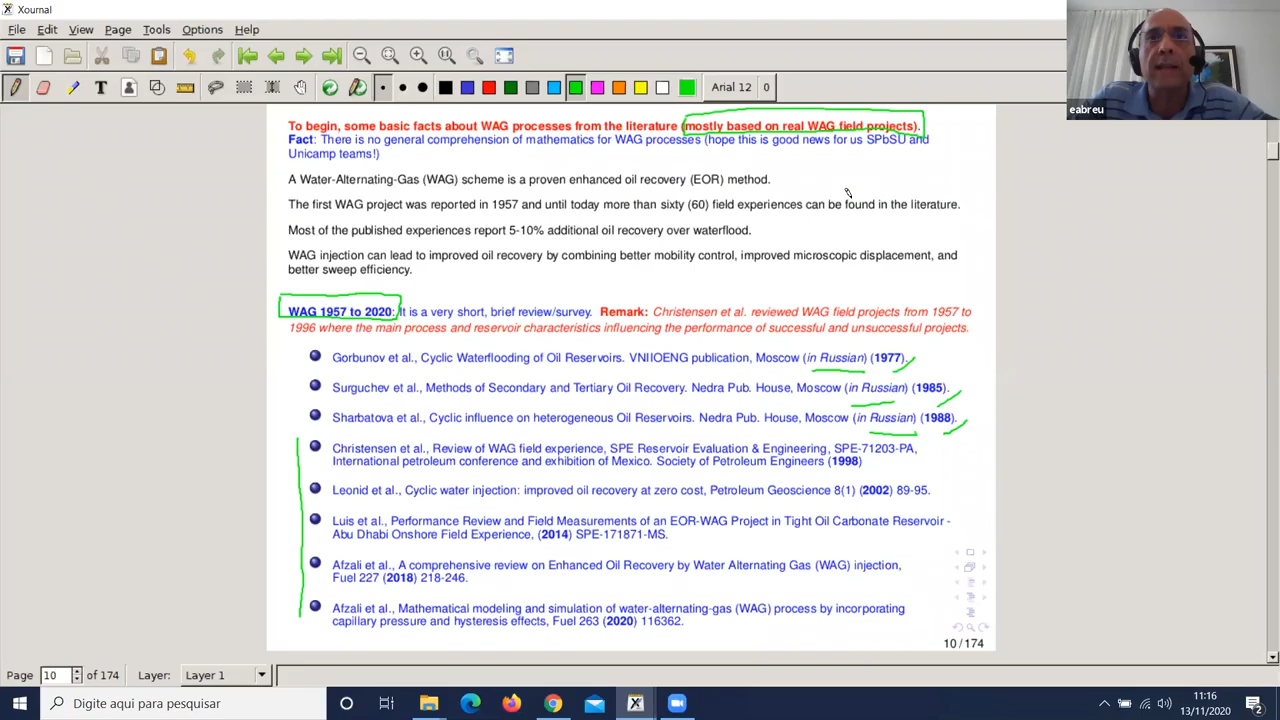 Xournal
File Edit View Page Tools Options Help
Arial 12 0
eabreu
To begin, some basic facts about WAG processes from the literature (mostly based on real WAG field projects).
Fact: There is no general comprehension of mathematics for WAG processes (hope this is good news for us SPbSU and
Unicamp teams!)
A Water-Alternating-Gas (WAG) scheme is a proven enhanced oil recovery (EOR) method.
The first WAG project was reported in 1957 and until today more than sixty (60) field experiences can be found in the literature.
Most of the published experiences report 5-10% additional oil recovery over waterflood.
WAG injection can lead to improved oil recovery by combining better mobility control, improved microscopic displacement, and
better sweep efficiency.
WAG 1957 to 2020: It is a very short, brief review/survey. Remark: Christensen et al. reviewed WAG field projects from 1957 to
1996 where the main process and reservoir characteristics influencing the performance of successful and unsuccessful projects.
Gorbunov et al., Cyclic Waterflooding of Oil Reservoirs. VNIIOENG publication, Moscow (in Russian) (1977).
Surguchev et al., Methods of Secondary and Tertiary Oil Recovery. Nedra Pub. House, Moscow (in Russian) (1985).
Sharbatova et al., Cyclic influence on heterogeneous Oil Reservoirs. Nedra Pub. House, Moscow (in Russian) (1988).
Christensen et al., Review of WAG field experience, SPE Reservoir Evaluation & Engineering, SPE-71203-PA,
International petroleum conference and exhibition of Mexico. Society of Petroleum Engineers (1998)
Leonid et al., Cyclic water injection: improved oil recovery at zero cost, Petroleum Geoscience 8(1) (2002) 89-95.
Luis et al., Performance Review and Field Measurements of an EOR-WAG Project in Tight Oil Carbonate Reservoir -
Abu Dhabi Onshore Field Experience, (2014) SPE-171871-MS.
Afzali et al., A comprehensive review on Enhanced Oil Recovery by Water Alternating Gas (WAG) injection,
Fuel 227 (2018) 218-246.
Afzali et al., Mathematical modeling and simulation of water-alternating-gas (WAG) process by incorporating
capillary pressure and hysteresis effects, Fuel 263 (2020) 116362.
10/174
Page 10 of 174 Layer: Layer 1
Digite aqui para pesquisar
11:16
13/11/2020
2